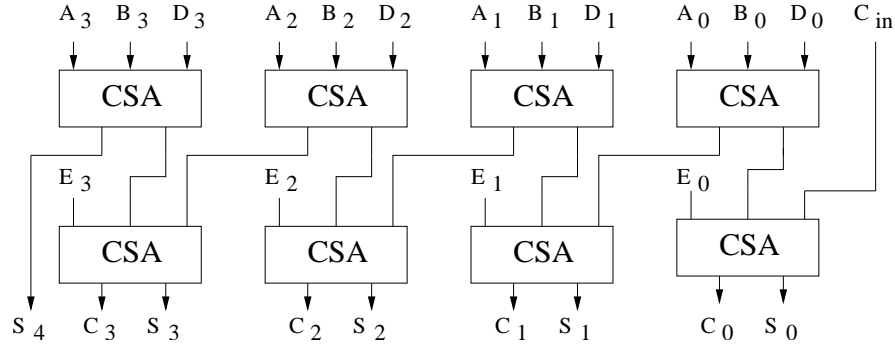 A3 B3 D3 A2 B2 D2 A1 B1 D1 A0 B0 D0 Cin
CSA CSA CSA CSA
E3 E2 E1 E0
CSA CSA CSA CSA
S4 C3 S3 C2 S2 C1 S1 C0 S0